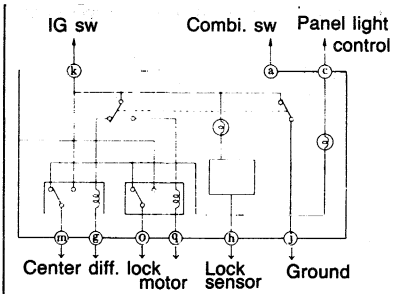 IG sw
Combi. sw
Panel light
control
k
a
c
m
g
o
q
h
j
Center diff. lock
motor
Lock
sensor
Ground